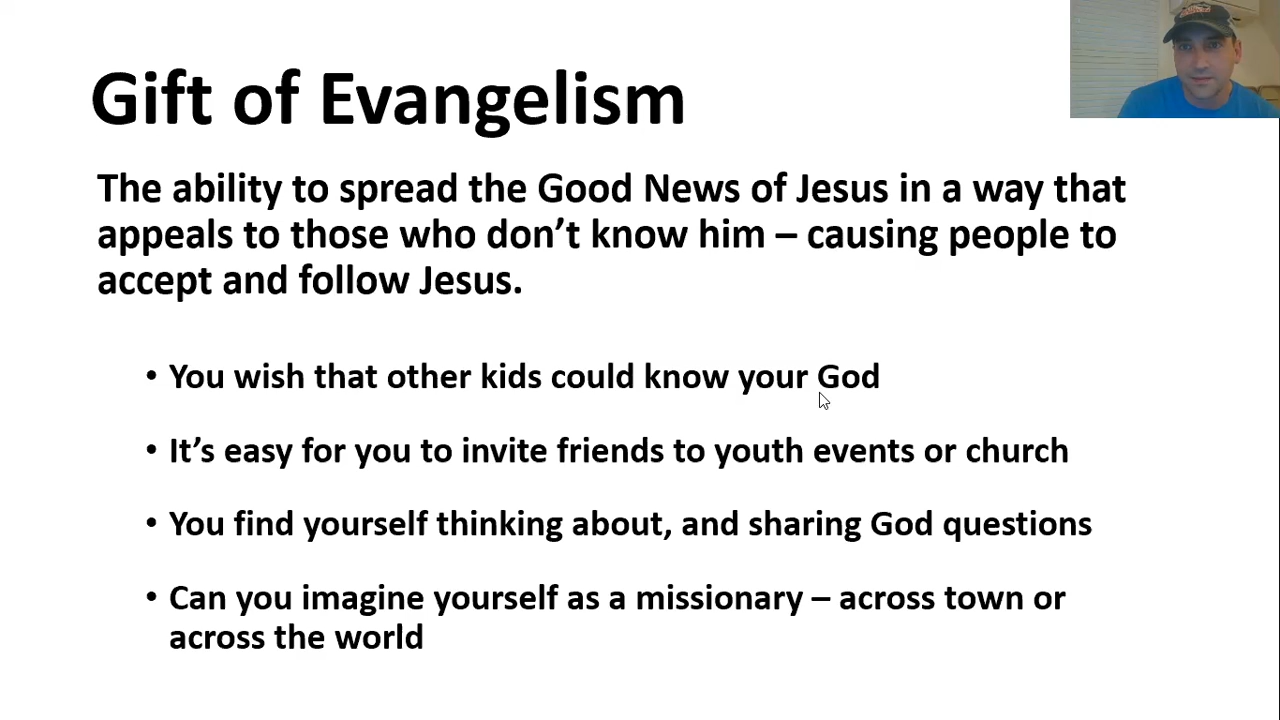 Gift of Evangelism
The ability to spread the Good News of Jesus in a way that
appeals to those who don’t know him – causing people to
accept and follow Jesus.
• You wish that other kids could know your God
• It’s easy for you to invite friends to youth events or church
• You find yourself thinking about, and sharing God questions
• Can you imagine yourself as a missionary – across town or
across the world